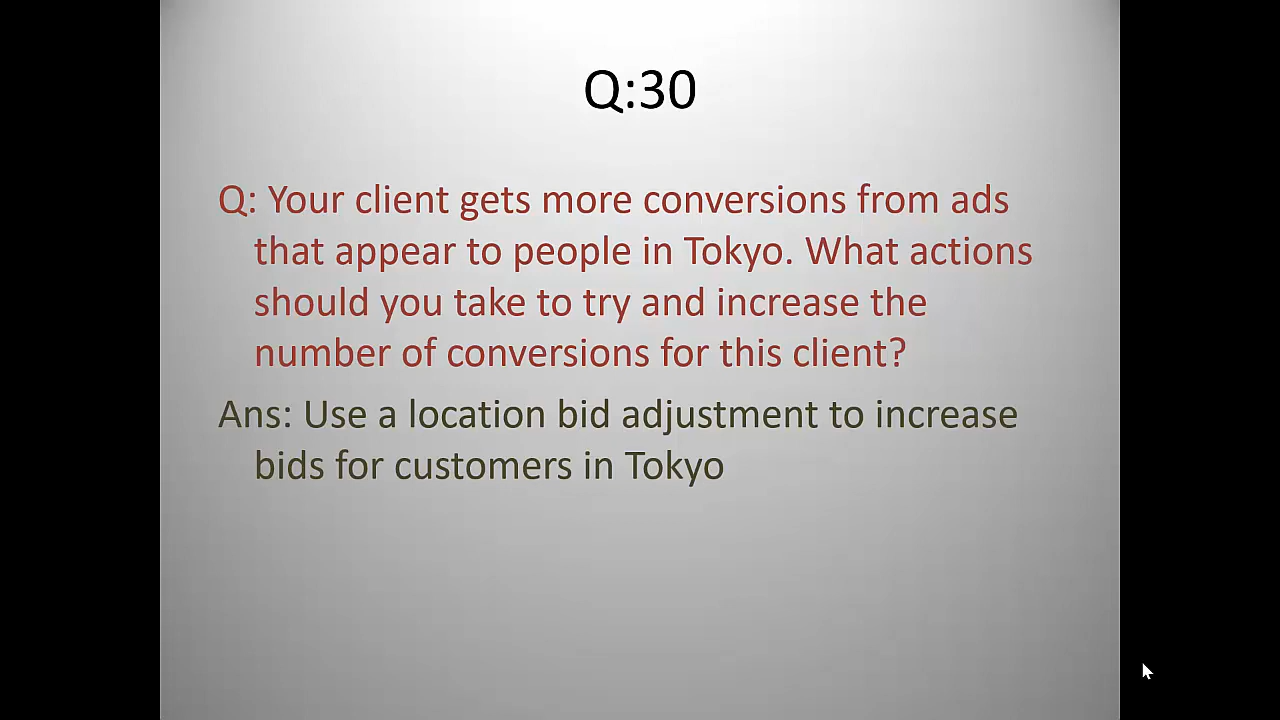 Q:30
Q: Your client gets more conversions from ads
that appear to people in Tokyo. What actions
should you take to try and increase the
number of conversions for this client?
Ans: Use a location bid adjustment to increase
bids for customers in Tokyo